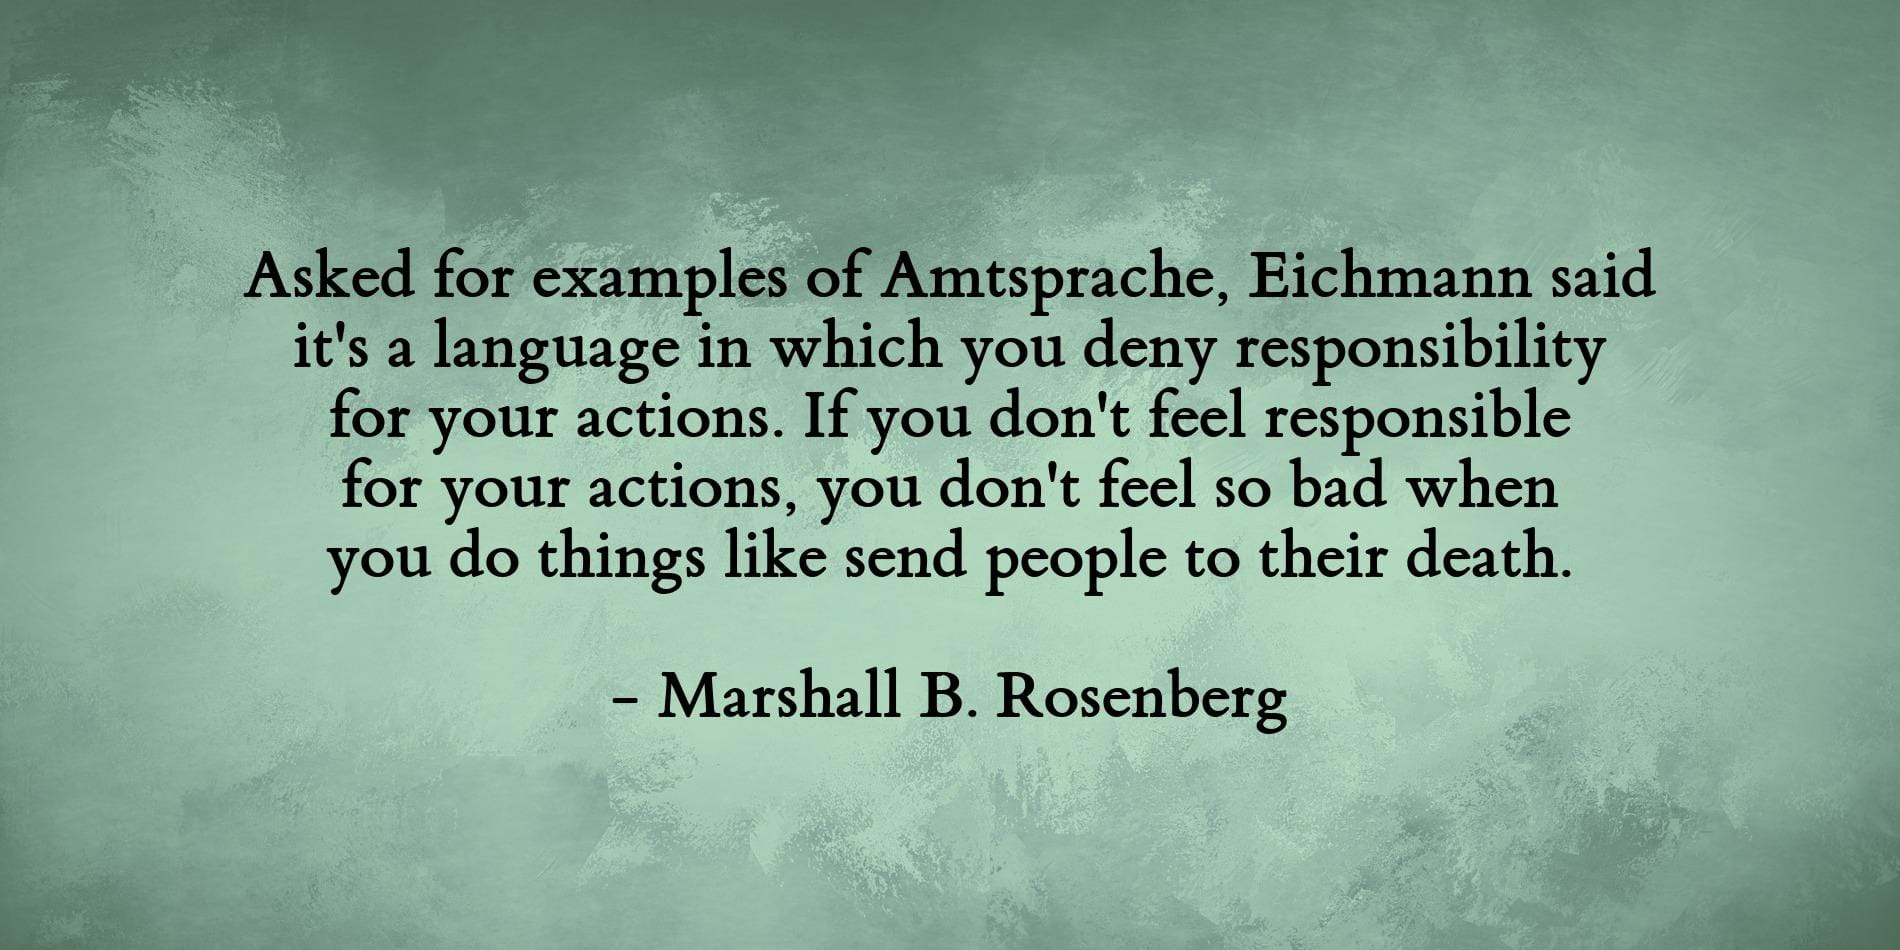 Asked for examples of Amtsprache, Eichmann said
it's a language in which you deny responsibility
for your actions. If you don't feel responsible
for your actions, you don't feel so bad when
you do things like send people to their death.
- Marshall B. Rosenberg